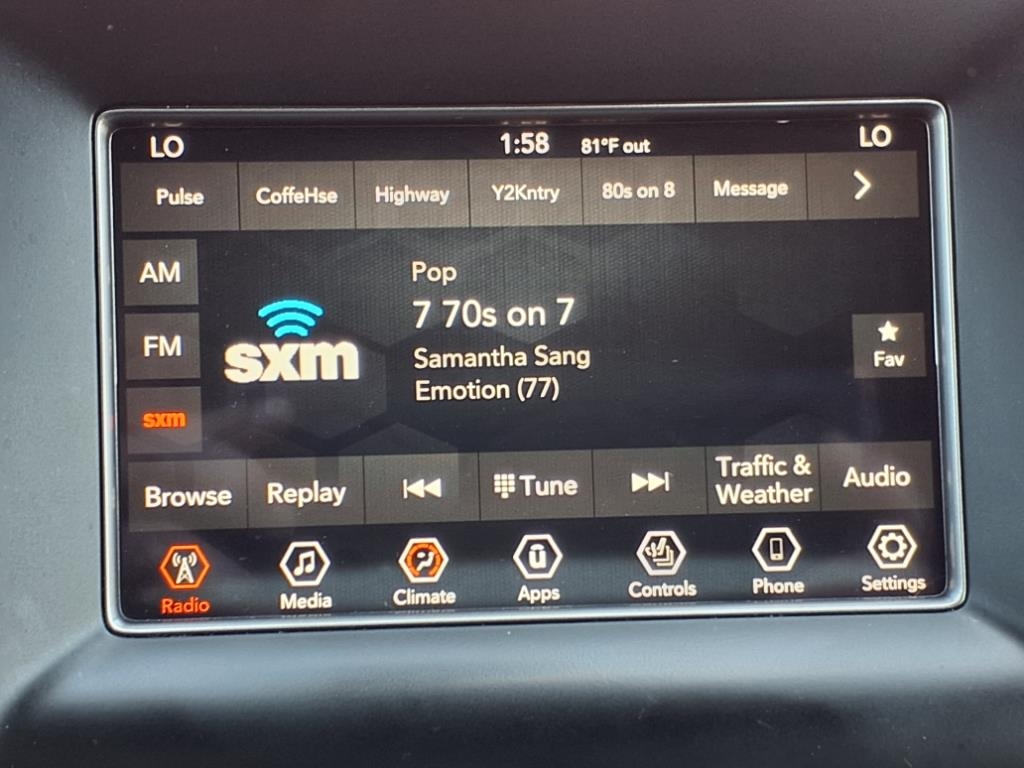 LO 1:58 81°F out LO
Pulse CoffeHse Highway Y2Kntry 80s on 8 Message
AM
FM
sxm
sxm
Pop
7 70s on 7
Samantha Sang
Emotion (77)
Fav
Browse Replay Tune Traffic & Weather Audio
Radio Media Climate Apps Controls Phone Settings